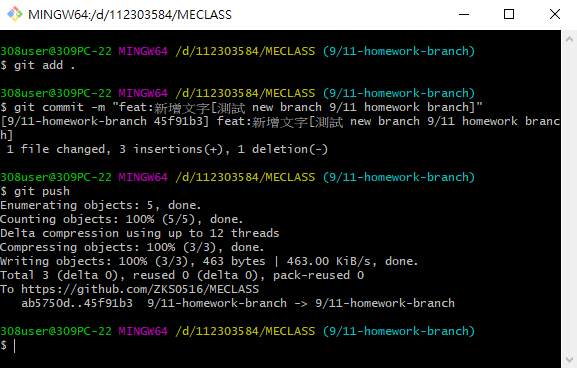 MINGW64:/d/112303584/MECLASS
308user@309PC-22 MINGW64 /d/112303584/MECLASS (9/11-homework-branch)
$ git add .
308user@309PC-22 MINGW64 /d/112303584/MECLASS (9/11-homework-branch)
$ git commit -m "feat:新增文字[測試 new branch 9/11 homework branch]"
[9/11-homework-branch 45f91b3] feat:新增文字[測試 new branch 9/11 homework branc
h]
 1 file changed, 3 insertions(+), 1 deletion(-)
308user@309PC-22 MINGW64 /d/112303584/MECLASS (9/11-homework-branch)
$ git push
Enumerating objects: 5, done.
Counting objects: 100% (5/5), done.
Delta compression using up to 12 threads
Compressing objects: 100% (3/3), done.
Writing objects: 100% (3/3), 463 bytes | 463.00 KiB/s, done.
Total 3 (delta 0), reused 0 (delta 0), pack-reused 0
To https://github.com/ZKS0516/MECLASS
   ab5750d..45f91b3  9/11-homework-branch -> 9/11-homework-branch
308user@309PC-22 MINGW64 /d/112303584/MECLASS (9/11-homework-branch)
$